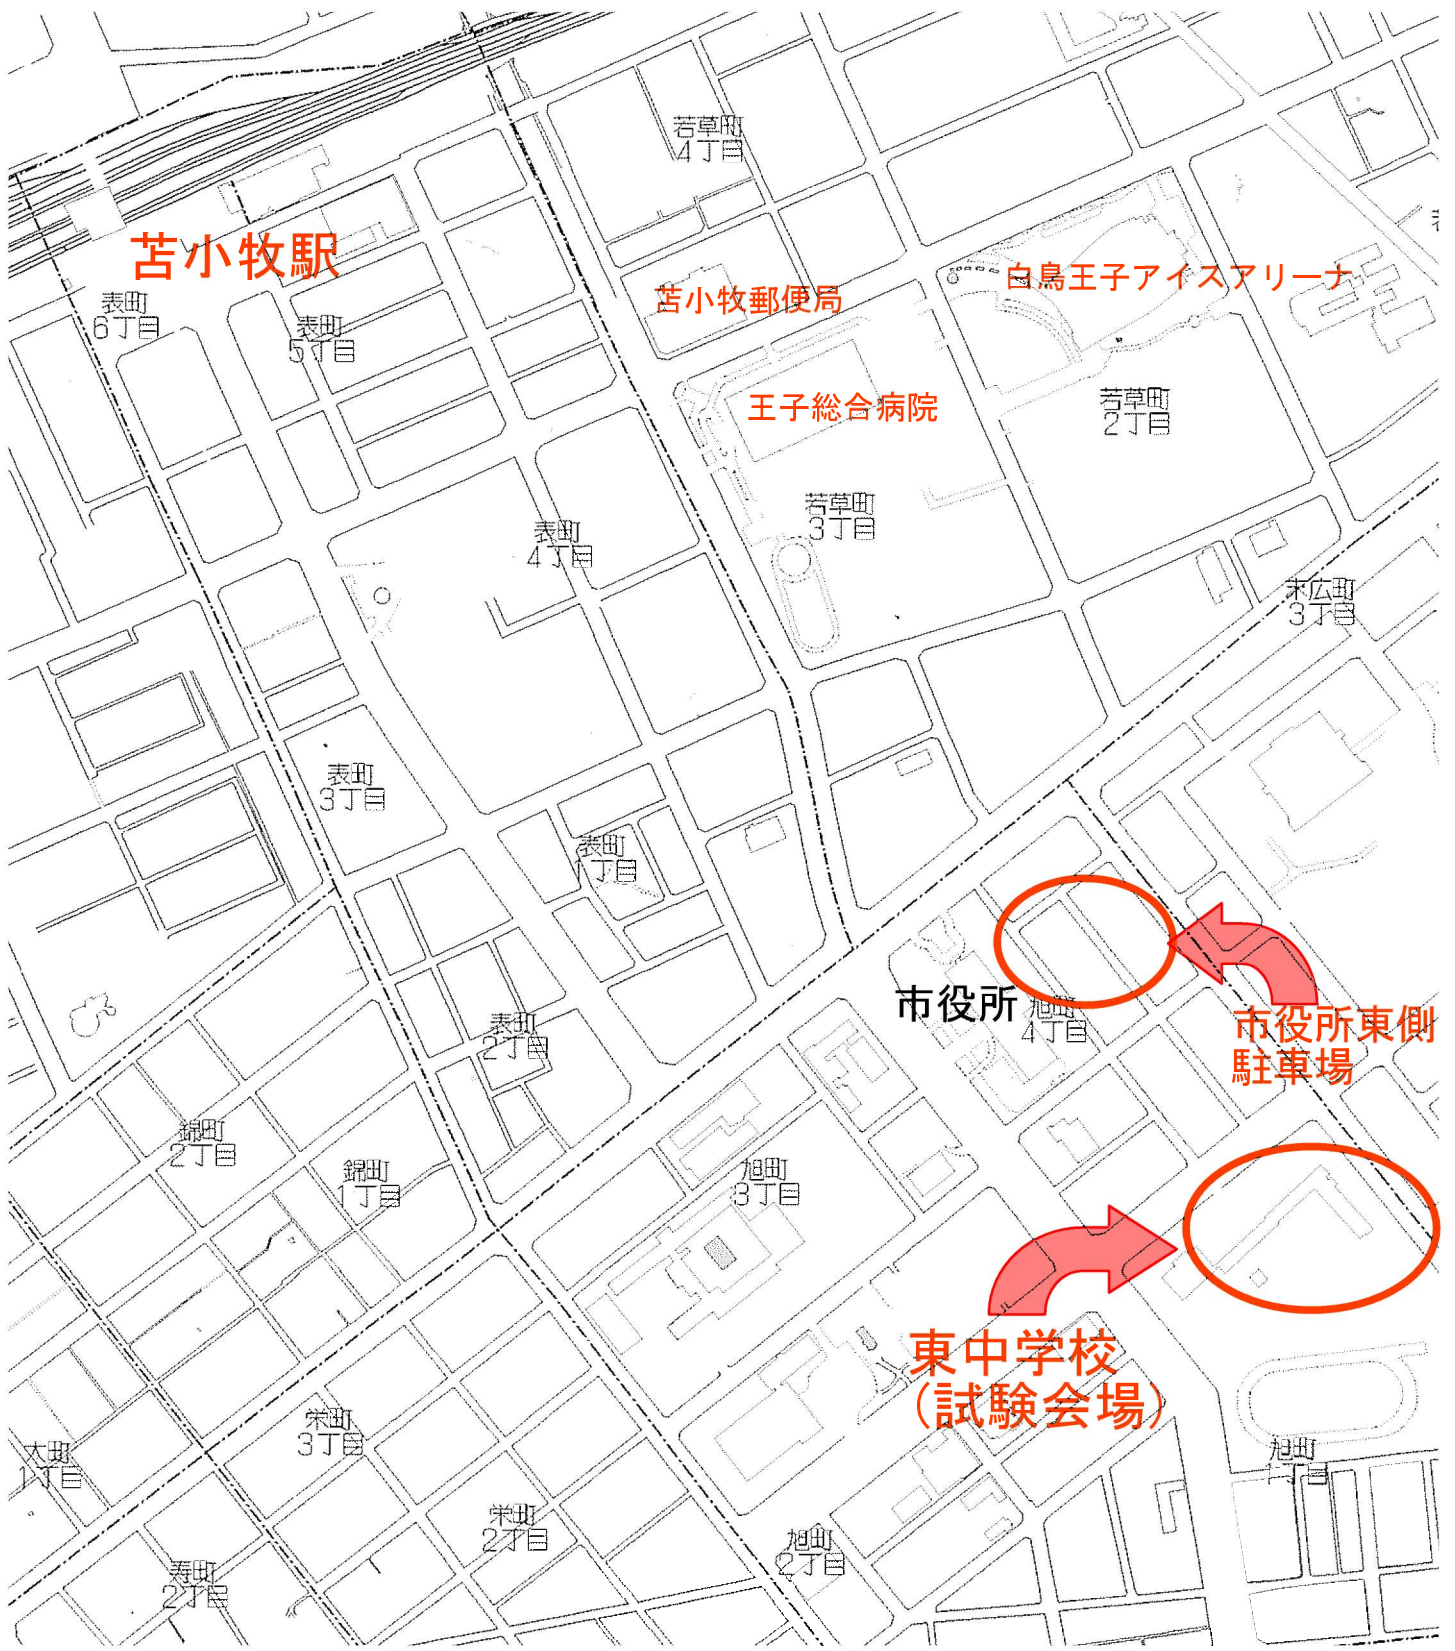 若草町
4丁目
苫小牧駅
白鳥王子アイスアリーナ
苫小牧郵便局
表町
6丁目
表町
5丁目
王子総合病院
若草町
2丁目
若草町
3丁目
表町
4丁目
末広町
3丁目
表町
3丁目
表町
1丁目
市役所
旭町
4丁目
市役所東側
駐車場
表町
2丁目
錦町
2丁目
錦町
1丁目
旭町
3丁目
東中学校
(試験会場)
栄町
3丁目
大町
1丁目
旭町
1丁目
栄町
2丁目
旭町
2丁目
寿町
2丁目